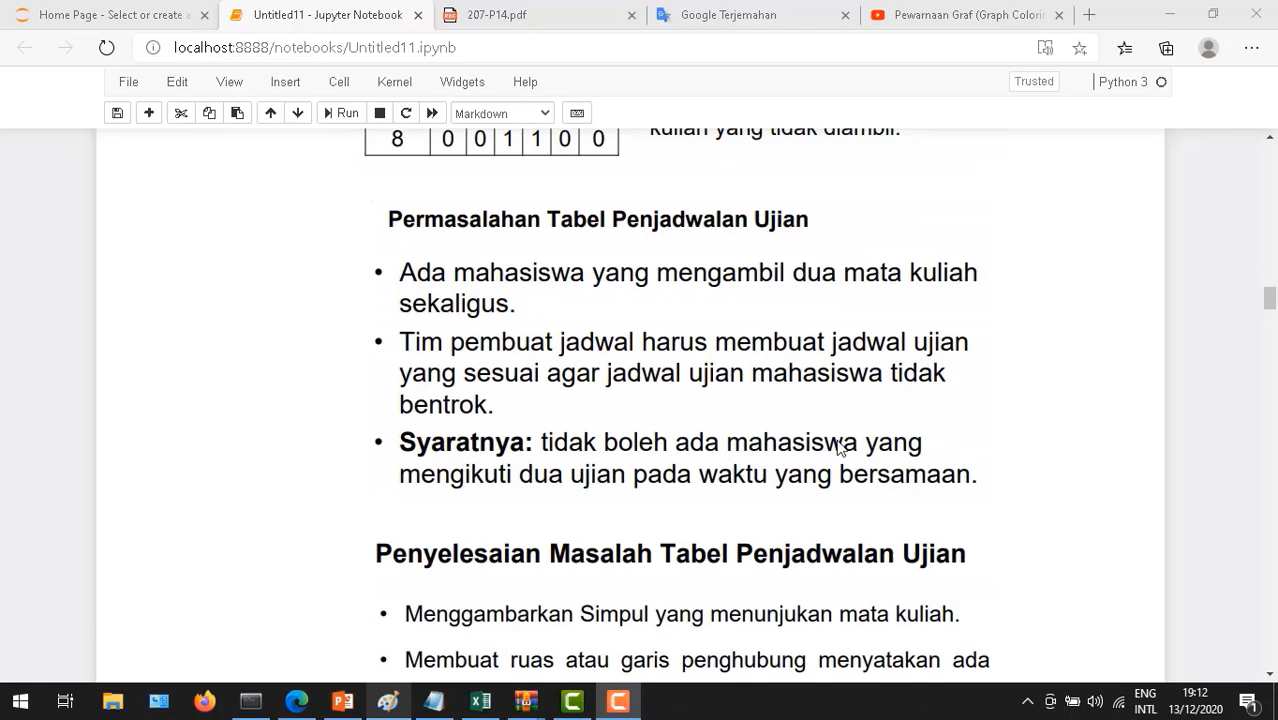 Home Page - Select or create a
Untitled11 - Jupyter Notebook
207-P14.pdf
Google Terjemahan
Pewarnaan Graf (Graph Colorin
localhost:8888/notebooks/Untitled11.ipynb
File Edit View Insert Cell Kernel Widgets Help
Trusted
Python 3
Run
Markdown
kuliah yang tidak diambil.
8 0 0 1 1 0 0
Permasalahan Tabel Penjadwalan Ujian
• Ada mahasiswa yang mengambil dua mata kuliah
sekaligus.
• Tim pembuat jadwal harus membuat jadwal ujian
yang sesuai agar jadwal ujian mahasiswa tidak
bentrok.
• Syaratnya: tidak boleh ada mahasiswa yang
mengikuti dua ujian pada waktu yang bersamaan.
Penyelesaian Masalah Tabel Penjadwalan Ujian
• Menggambarkan Simpul yang menunjukan mata kuliah.
• Membuat ruas atau garis penghubung menyatakan ada
ENG
INTL
19:12
13/12/2020